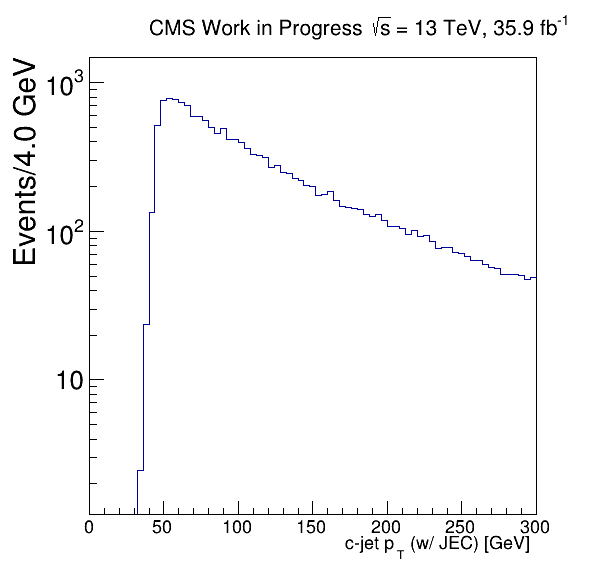 CMS Work in Progress √s = 13 TeV, 35.9 fb⁻¹
Events/4.0 GeV
10³
10²
10
0 50 100 150 200 250 300
c-jet p_T (w/ JEC) [GeV]